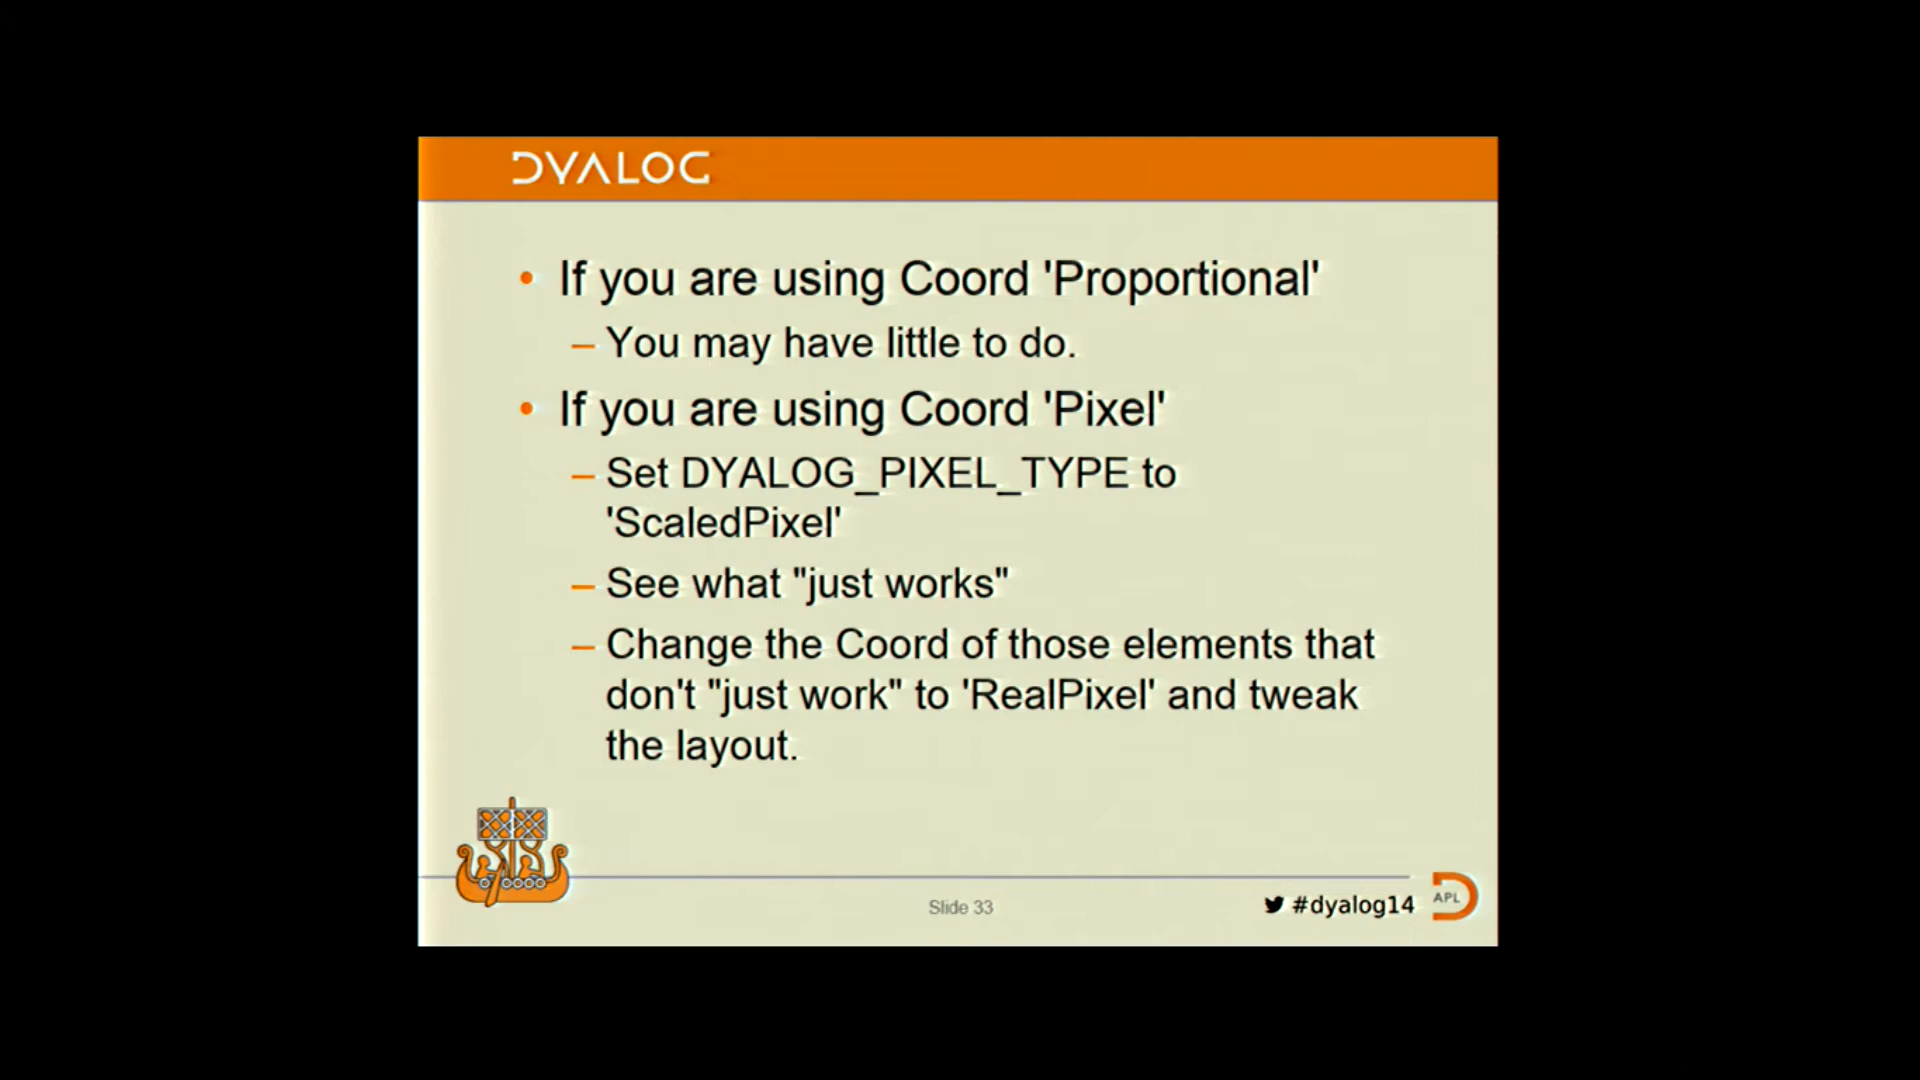 DYALOG
• If you are using Coord 'Proportional'
– You may have little to do.
• If you are using Coord 'Pixel'
– Set DYALOG_PIXEL_TYPE to
'ScaledPixel'
– See what "just works"
– Change the Coord of those elements that
don't "just work" to 'RealPixel' and tweak
the layout.
Slide 33
#dyalog14
APL